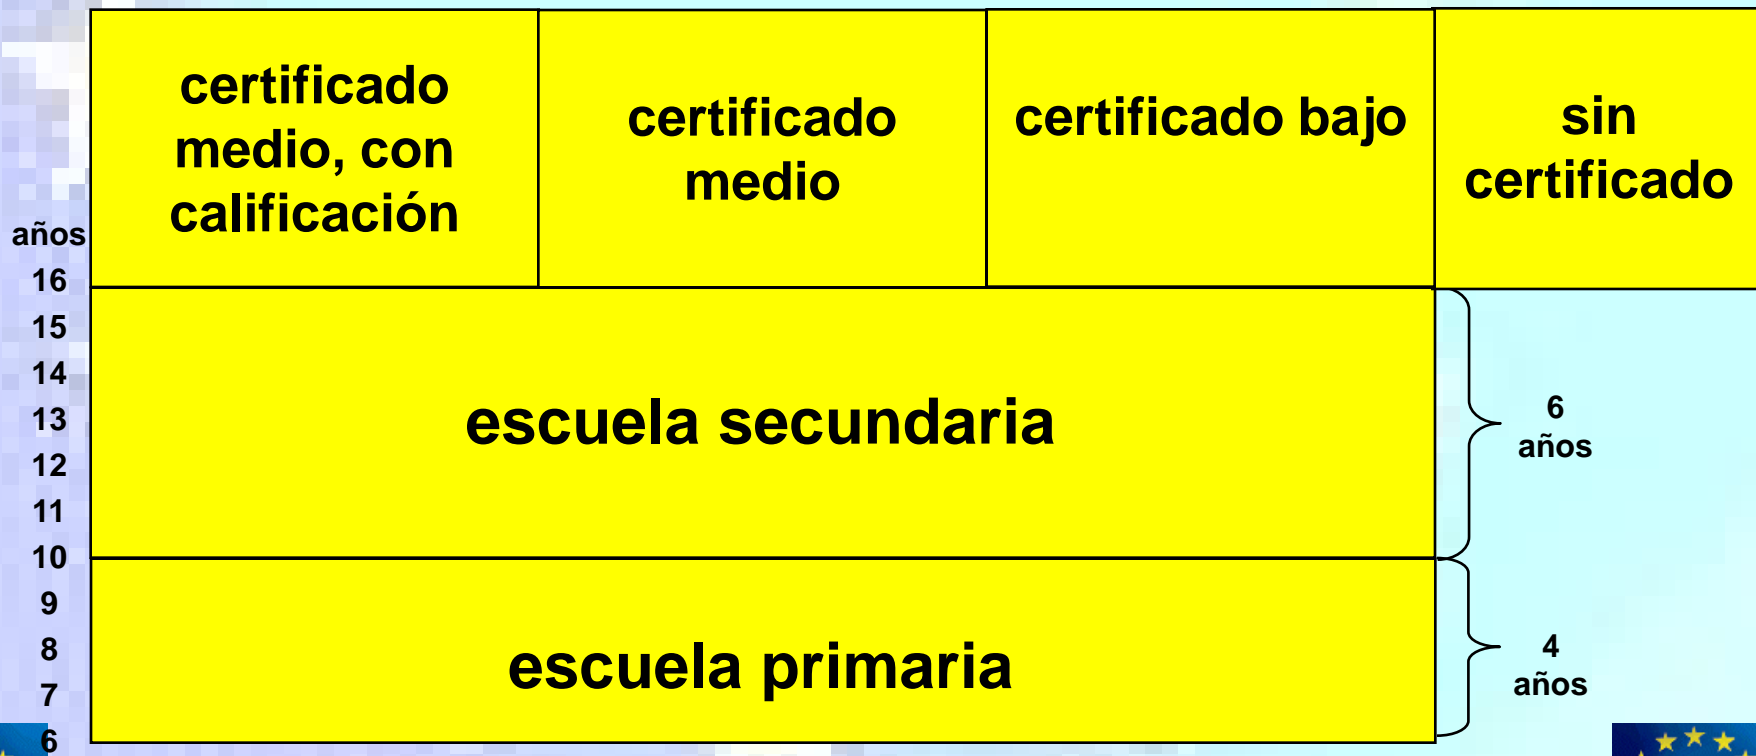 certificado
medio, con
calificación
certificado
medio
certificado bajo
sin
certificado
años
16
15
14
13
12
11
10
9
8
7
6
escuela secundaria
6
años
escuela primaria
4
años